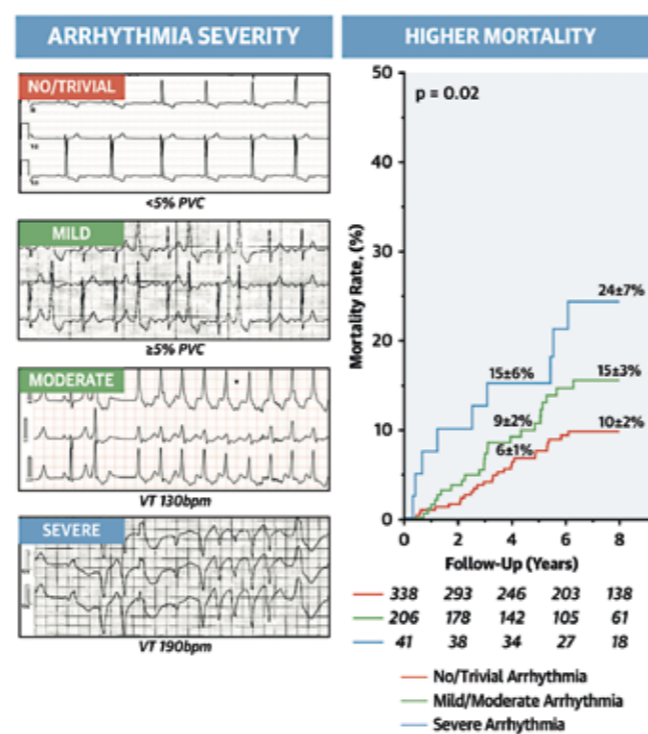 ARRHYTHMIA SEVERITY
NO/TRIVIAL
<5% PVC
MILD
≥5% PVC
MODERATE
*
VT 130bpm
SEVERE
VT 190bpm
HIGHER MORTALITY
p = 0.02
Mortality Rate, (%)
50
40
30
20
10
0
24±7%
15±6%
15±3%
9±2%
10±2%
6±1%
0 2 4 6 8
Follow-Up (Years)
338 293 246 203 138
206 178 142 105 61
41 38 34 27 18
No/Trivial Arrhythmia
Mild/Moderate Arrhythmia
Severe Arrhythmia